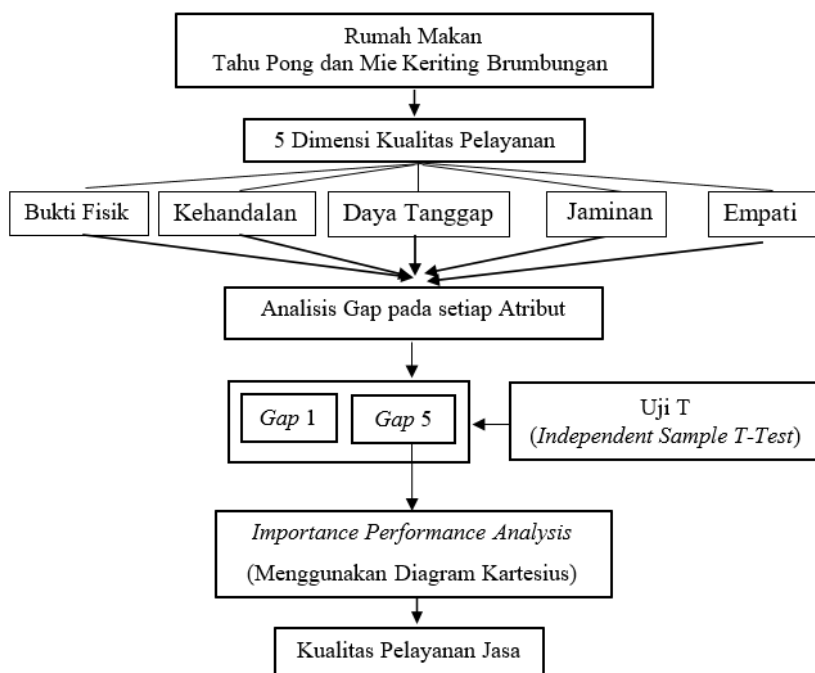 Rumah Makan
Tahu Pong dan Mie Keriting Brumbungan
5 Dimensi Kualitas Pelayanan
Bukti Fisik
Kehandalan
Daya Tanggap
Jaminan
Empati
Analisis Gap pada setiap Atribut
Gap 1
Gap 5
Uji T
(Independent Sample T-Test)
Importance Performance Analysis
(Menggunakan Diagram Kartesius)
Kualitas Pelayanan Jasa